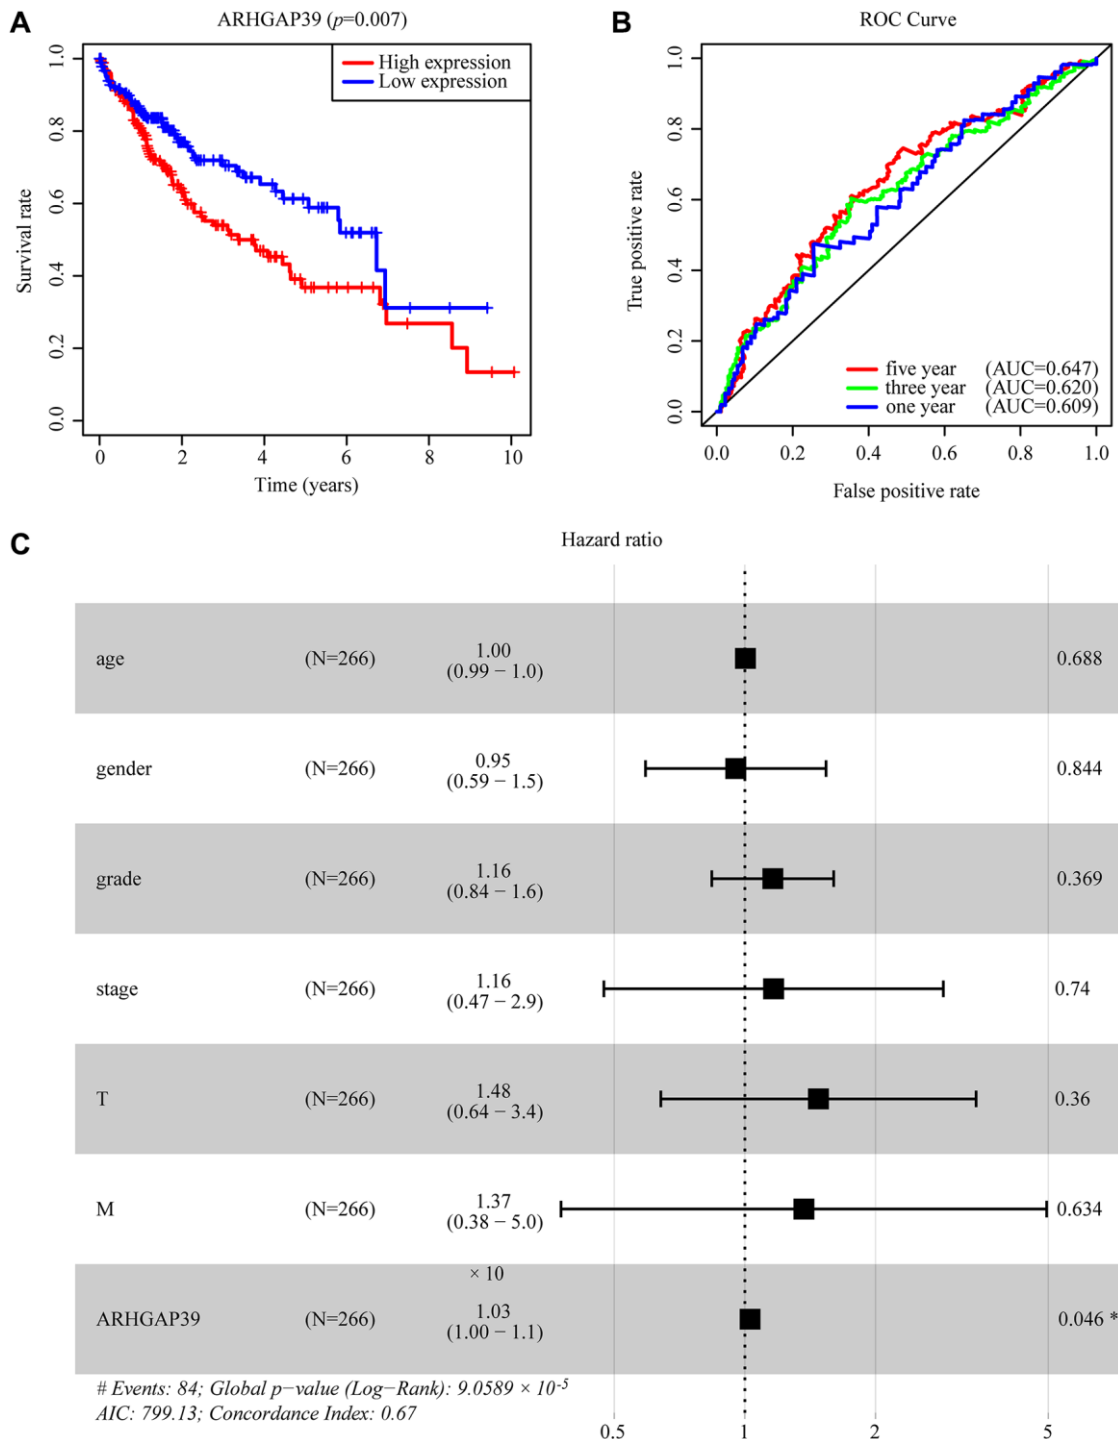 A
ARHGAP39 (p=0.007)
High expression
Low expression
Survival rate
1.0
0.8
0.6
0.4
0.2
0.0
0 2 4 6 8 10
Time (years)
B
ROC Curve
True positive rate
1.0
0.8
0.6
0.4
0.2
0.0
five year (AUC=0.647)
three year (AUC=0.620)
one year (AUC=0.609)
0.0 0.2 0.4 0.6 0.8 1.0
False positive rate
C
Hazard ratio
age (N=266) 1.00 0.688
(0.99 − 1.0)
gender (N=266) 0.95 0.844
(0.59 − 1.5)
grade (N=266) 1.16 0.369
(0.84 − 1.6)
stage (N=266) 1.16 0.74
(0.47 − 2.9)
T (N=266) 1.48 0.36
(0.64 − 3.4)
M (N=266) 1.37 0.634
(0.38 − 5.0)
× 10
ARHGAP39 (N=266) 1.03 0.046 *
(1.00 − 1.1)
# Events: 84; Global p−value (Log−Rank): 9.0589 × 10⁻⁵
AIC: 799.13; Concordance Index: 0.67
0.5 1 2 5